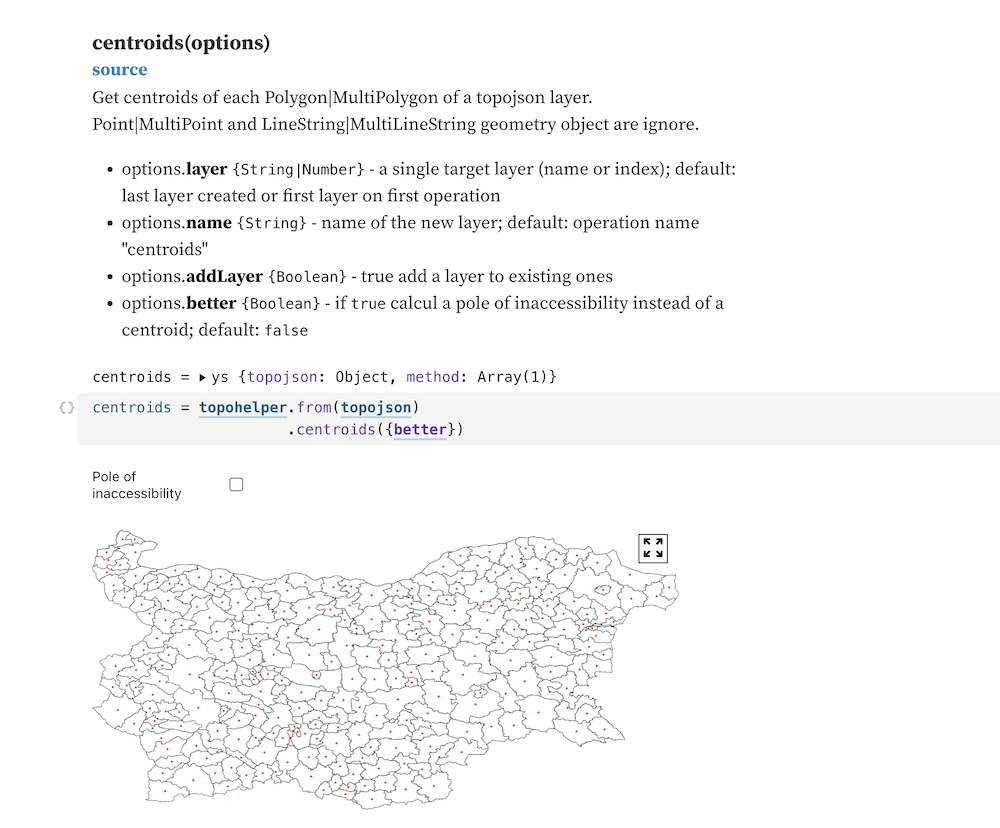 centroids(options)
source
Get centroids of each Polygon|MultiPolygon of a topojson layer.
Point|MultiPoint and LineString|MultiLineString geometry object are ignore.
• options.layer {String|Number} - a single target layer (name or index); default:
last layer created or first layer on first operation
• options.name {String} - name of the new layer; default: operation name
"centroids"
• options.addLayer {Boolean} - true add a layer to existing ones
• options.better {Boolean} - if true calcul a pole of inaccessibility instead of a
centroid; default: false
centroids = ▸ ys {topojson: Object, method: Array(1)}
{} centroids = topohelper.from(topojson)
.centroids({better})
Pole of
inaccessibility